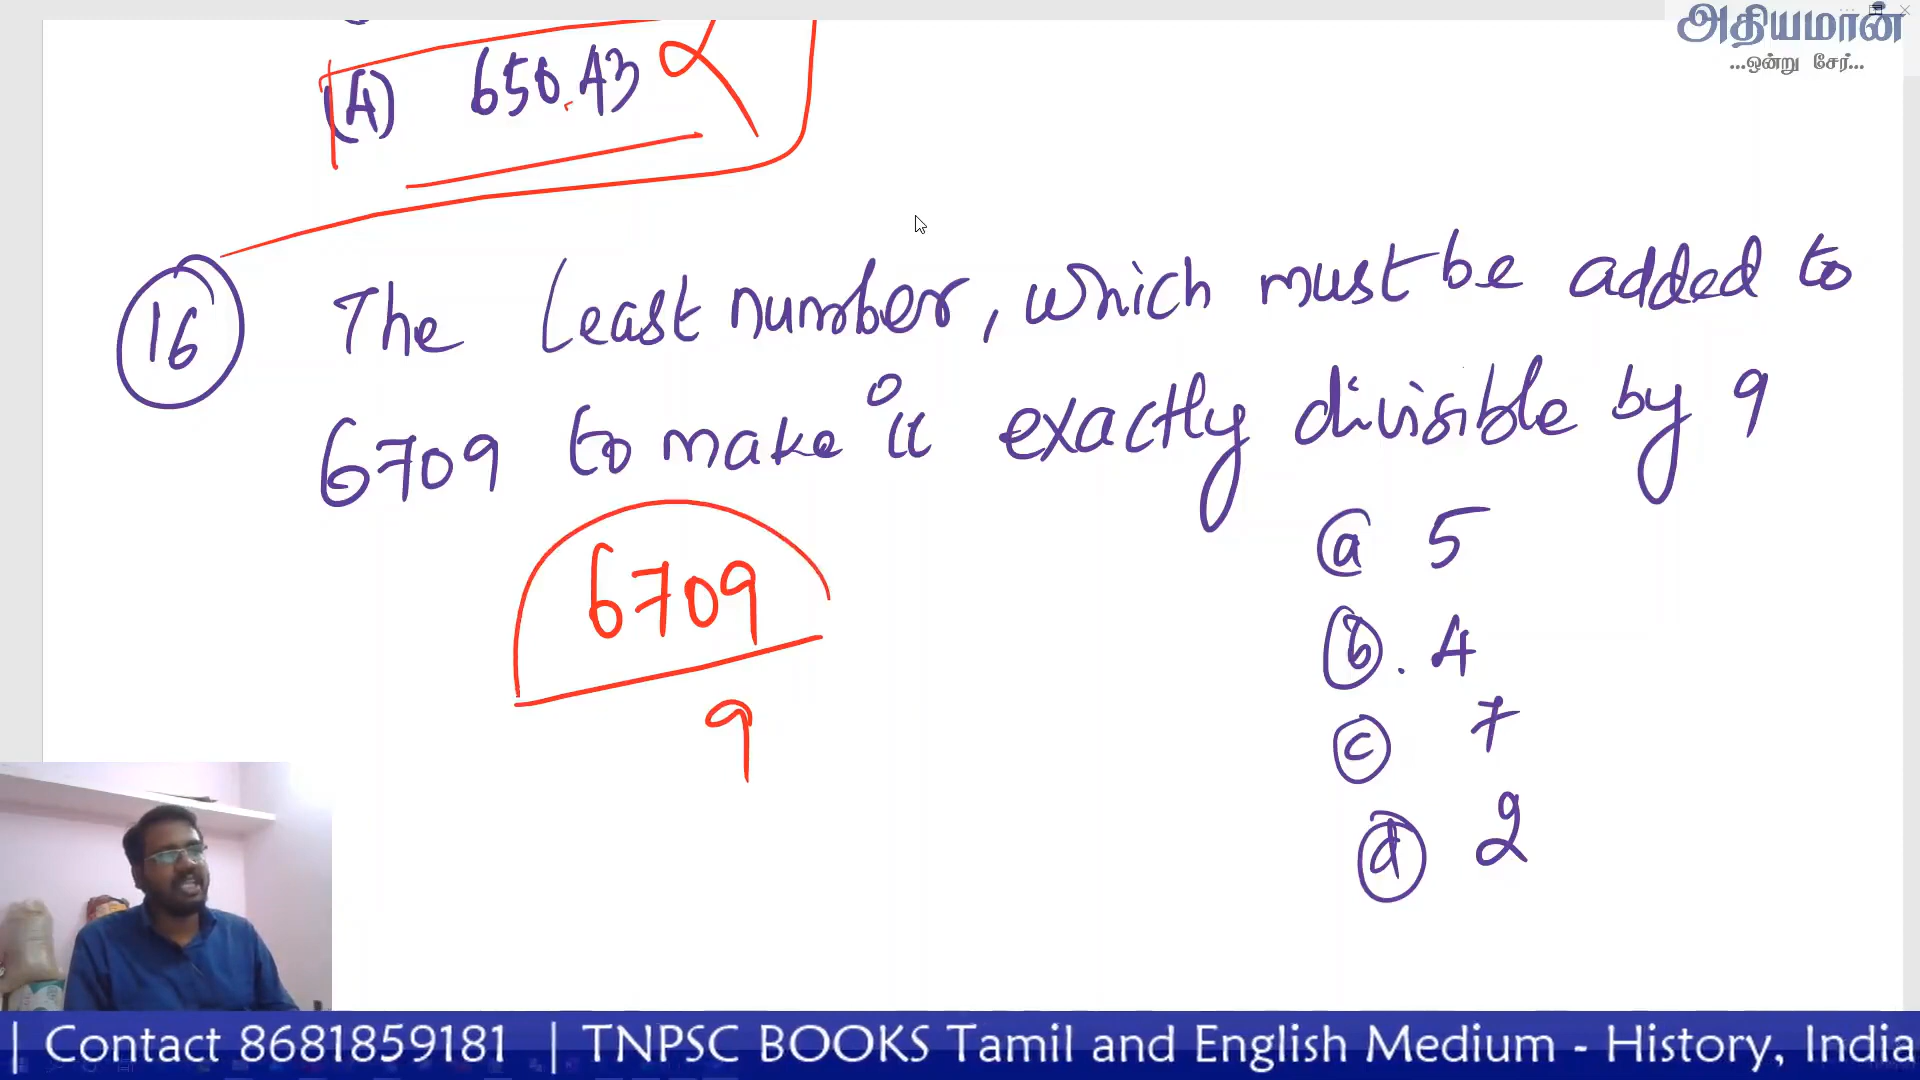 அதியமான்
...ஒன்று சேர்...
(A) 650.43
16 The least number, which must be added to
6709 to make it exactly divisible by 9
6709
9
a 5
b. 4
c 7
d 2
| Contact 8681859181 | TNPSC BOOKS Tamil and English Medium - History, India